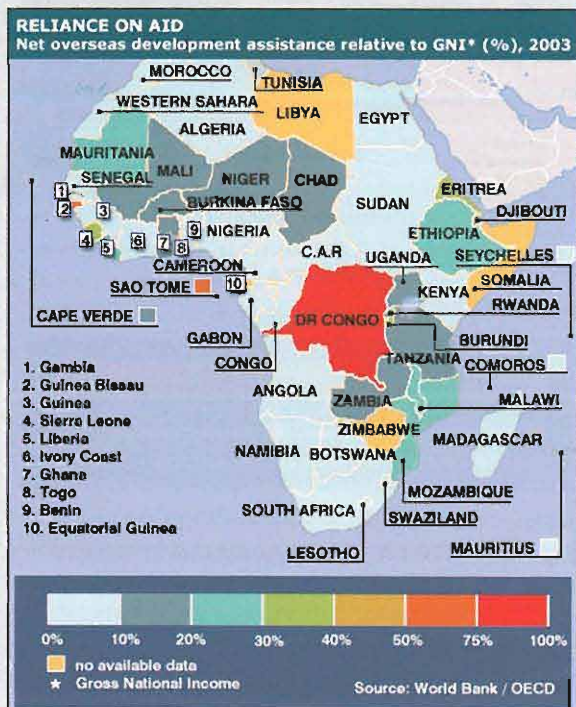 RELIANCE ON AID
Net overseas development assistance relative to GNI* (%), 2003
MOROCCO
TUNISIA
WESTERN SAHARA
LIBYA
EGYPT
ALGERIA
MAURITANIA
SENEGAL
MALI
NIGER
CHAD
ERITREA
BURKINA FASO
SUDAN
DJIBOUTI
1
2
3
4
5
6
7
8
9
NIGERIA
ETHIOPIA
SEYCHELLES
C.A.R
UGANDA
CAMEROON
SOMALIA
SAO TOME
10
KENYA
RWANDA
CAPE VERDE
DR CONGO
GABON
BURUNDI
CONGO
TANZANIA
COMOROS
1. Gambia
2. Guinea Bissau
3. Guinea
4. Sierra Leone
5. Liberia
6. Ivory Coast
7. Ghana
8. Togo
9. Benin
10. Equatorial Guinea
ANGOLA
ZAMBIA
MALAWI
ZIMBABWE
MADAGASCAR
NAMIBIA
BOTSWANA
MOZAMBIQUE
SOUTH AFRICA
SWAZILAND
LESOTHO
MAURITIUS
0% 10% 20% 30% 40% 50% 75% 100%
no available data
★ Gross National Income
Source: World Bank / OECD